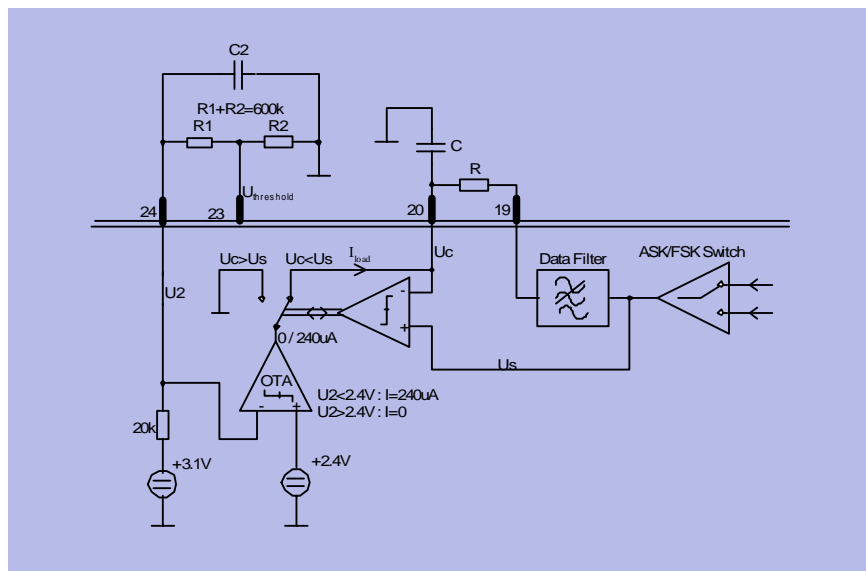 C2
R1+R2=600k
R1
R2
C
R
24
U threshold
23
20
19
Uc>Us
Uc<Us
I load
Uc
Data Filter
ASK/FSK Switch
U2
-
+
0 / 240uA
Us
OTA
U2<2.4V : I=240uA
U2>2.4V : I=0
-
+
20k
+3.1V
+2.4V